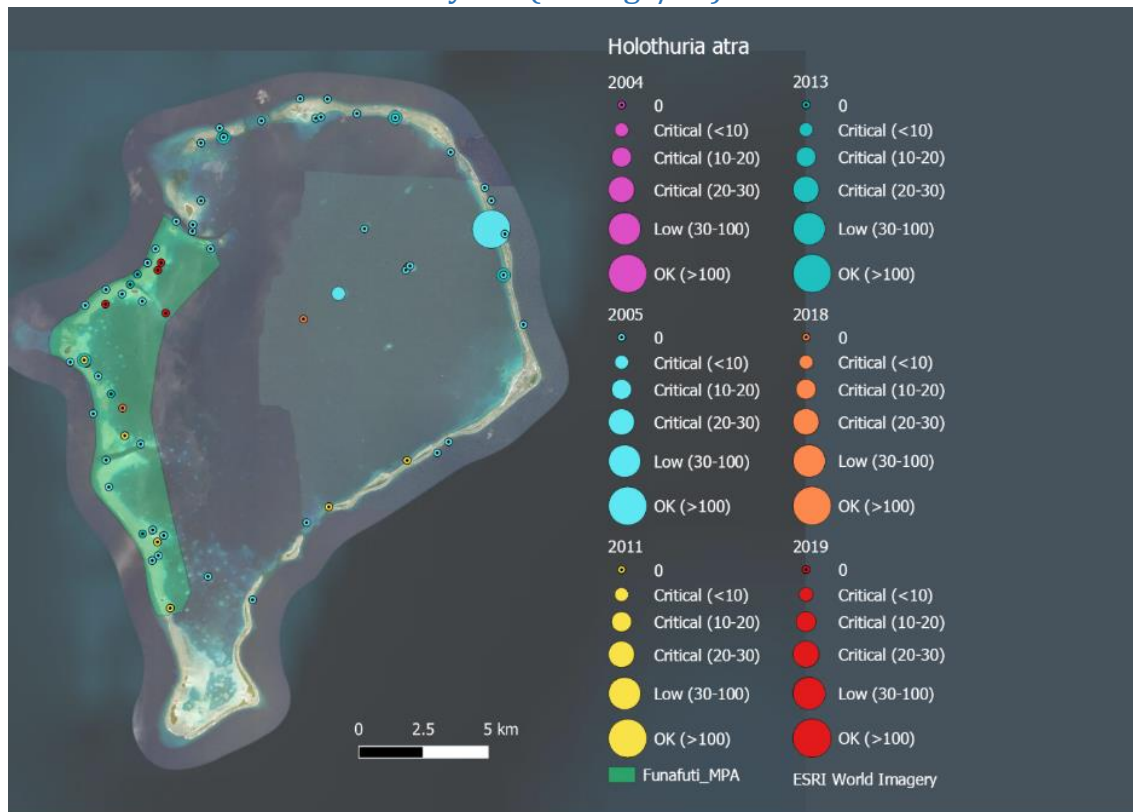 Holothuria atra
2004
0
Critical (<10)
Critical (10-20)
Critical (20-30)
Low (30-100)
OK (>100)
2013
0
Critical (<10)
Critical (10-20)
Critical (20-30)
Low (30-100)
OK (>100)
2005
0
Critical (<10)
Critical (10-20)
Critical (20-30)
Low (30-100)
OK (>100)
2018
0
Critical (<10)
Critical (10-20)
Critical (20-30)
Low (30-100)
OK (>100)
2011
0
Critical (<10)
Critical (10-20)
Critical (20-30)
Low (30-100)
OK (>100)
2019
0
Critical (<10)
Critical (10-20)
Critical (20-30)
Low (30-100)
OK (>100)
0 2.5 5 km
Funafuti_MPA
ESRI World Imagery